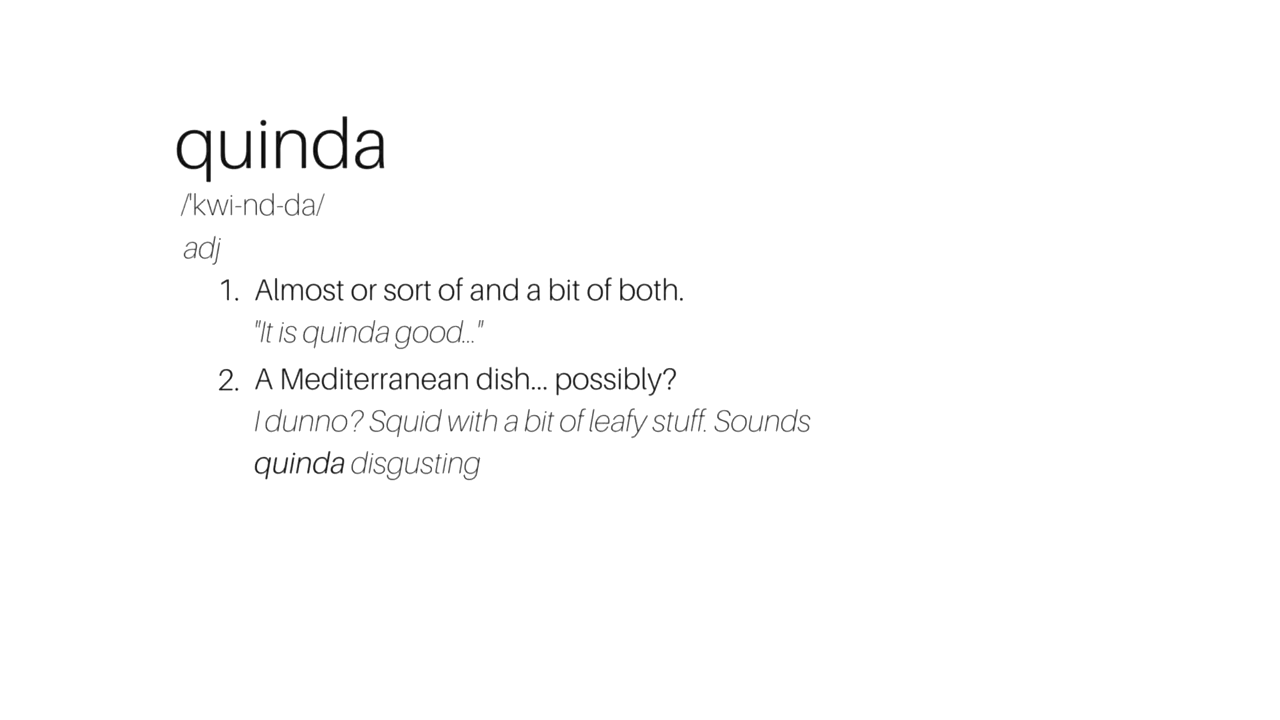 quinda
/'kwi-nd-da/
adj
1. Almost or sort of and a bit of both.
"It is quinda good..."
2. A Mediterranean dish... possibly?
I dunno? Squid with a bit of leafy stuff. Sounds
quinda disgusting